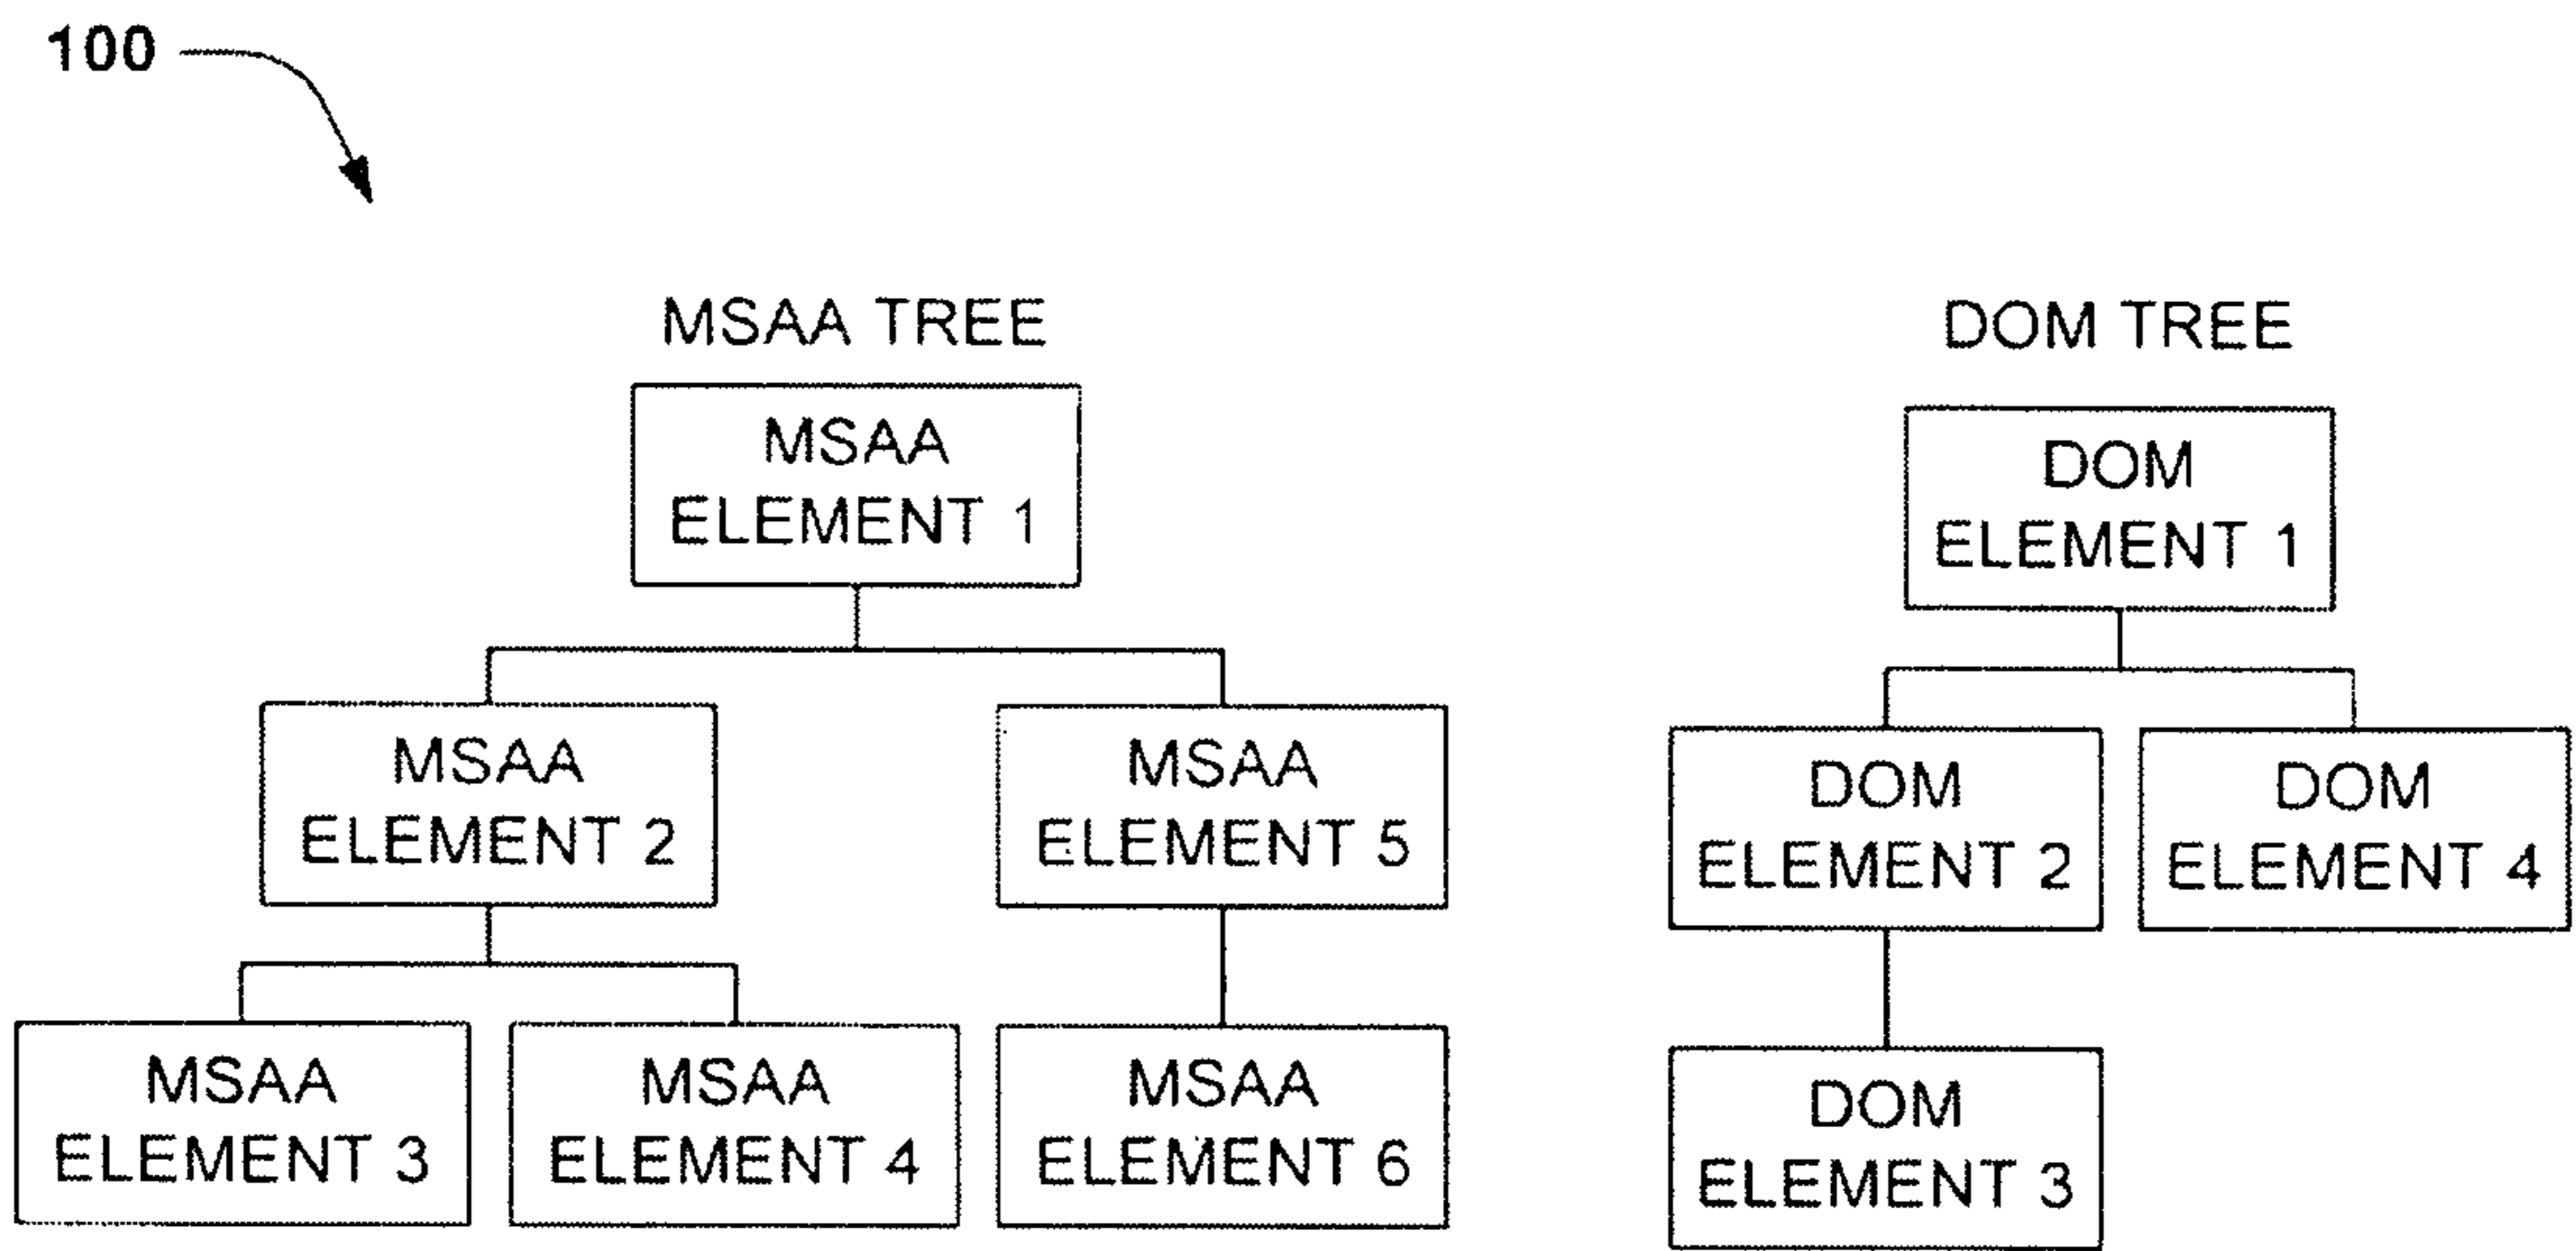 100
MSAA TREE
MSAA
ELEMENT 1
MSAA
ELEMENT 2
MSAA
ELEMENT 5
MSAA
ELEMENT 3
MSAA
ELEMENT 4
MSAA
ELEMENT 6
DOM TREE
DOM
ELEMENT 1
DOM
ELEMENT 2
DOM
ELEMENT 4
DOM
ELEMENT 3